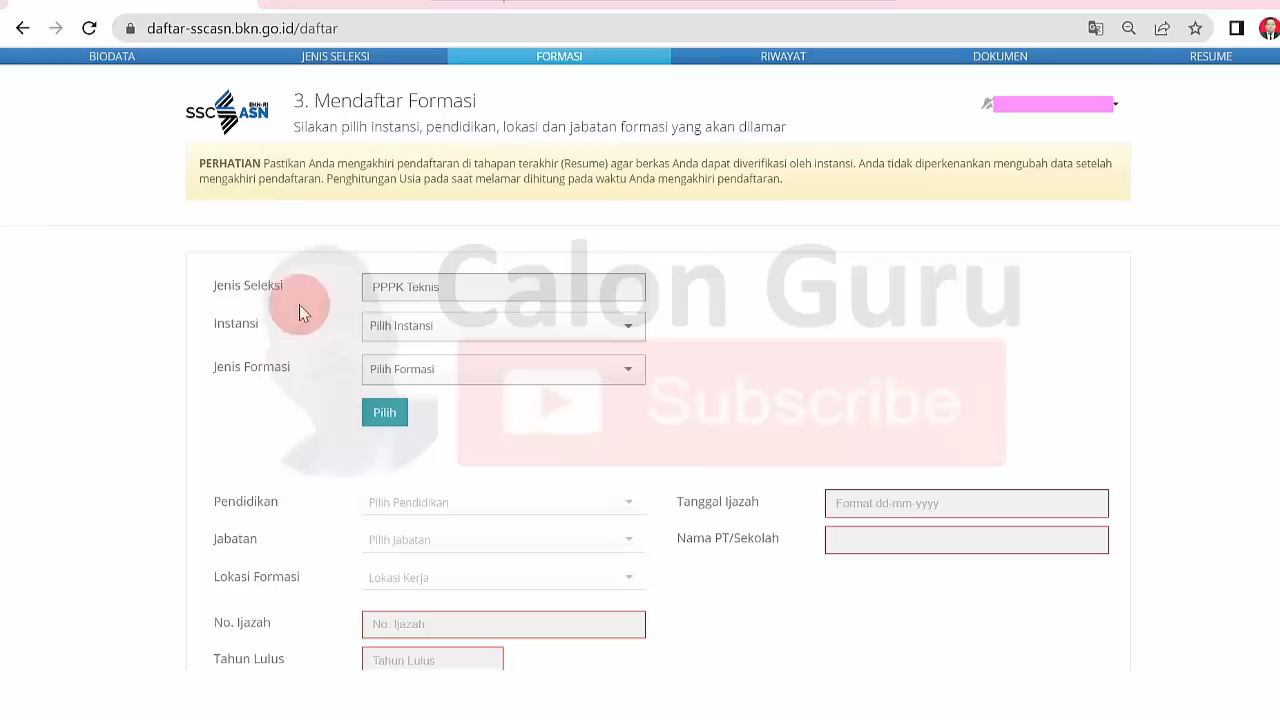 daftar-sscasn.bkn.go.id/daftar
BIODATA JENIS SELEKSI FORMASI RIWAYAT DOKUMEN RESUME
SSCASN BKN-RI
3. Mendaftar Formasi
Silakan pilih instansi, pendidikan, lokasi dan jabatan formasi yang akan dilamar
PERHATIAN Pastikan Anda mengakhiri pendaftaran di tahapan terakhir (Resume) agar berkas Anda dapat diverifikasi oleh instansi. Anda tidak diperkenankan mengubah data setelah
mengakhiri pendaftaran. Penghitungan Usia pada saat melamar dihitung pada waktu Anda mengakhiri pendaftaran.
Calon Guru
Subscribe
Jenis Seleksi PPPK Teknis
Instansi Pilih Instansi
Jenis Formasi Pilih Formasi
Pilih
Pendidikan Pilih Pendidikan Tanggal Ijazah Format dd-mm-yyyy
Jabatan Pilih Jabatan Nama PT/Sekolah
Lokasi Formasi Lokasi Kerja
No. Ijazah No. Ijazah
Tahun Lulus Tahun Lulus